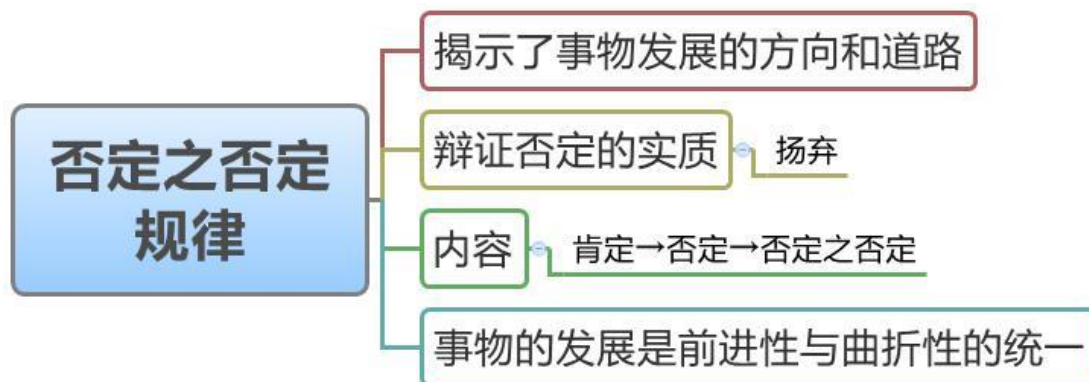 否定之否定
规律
揭示了事物发展的方向和道路
辩证否定的实质
扬弃
内容
肯定→否定→否定之否定
事物的发展是前进性与曲折性的统一